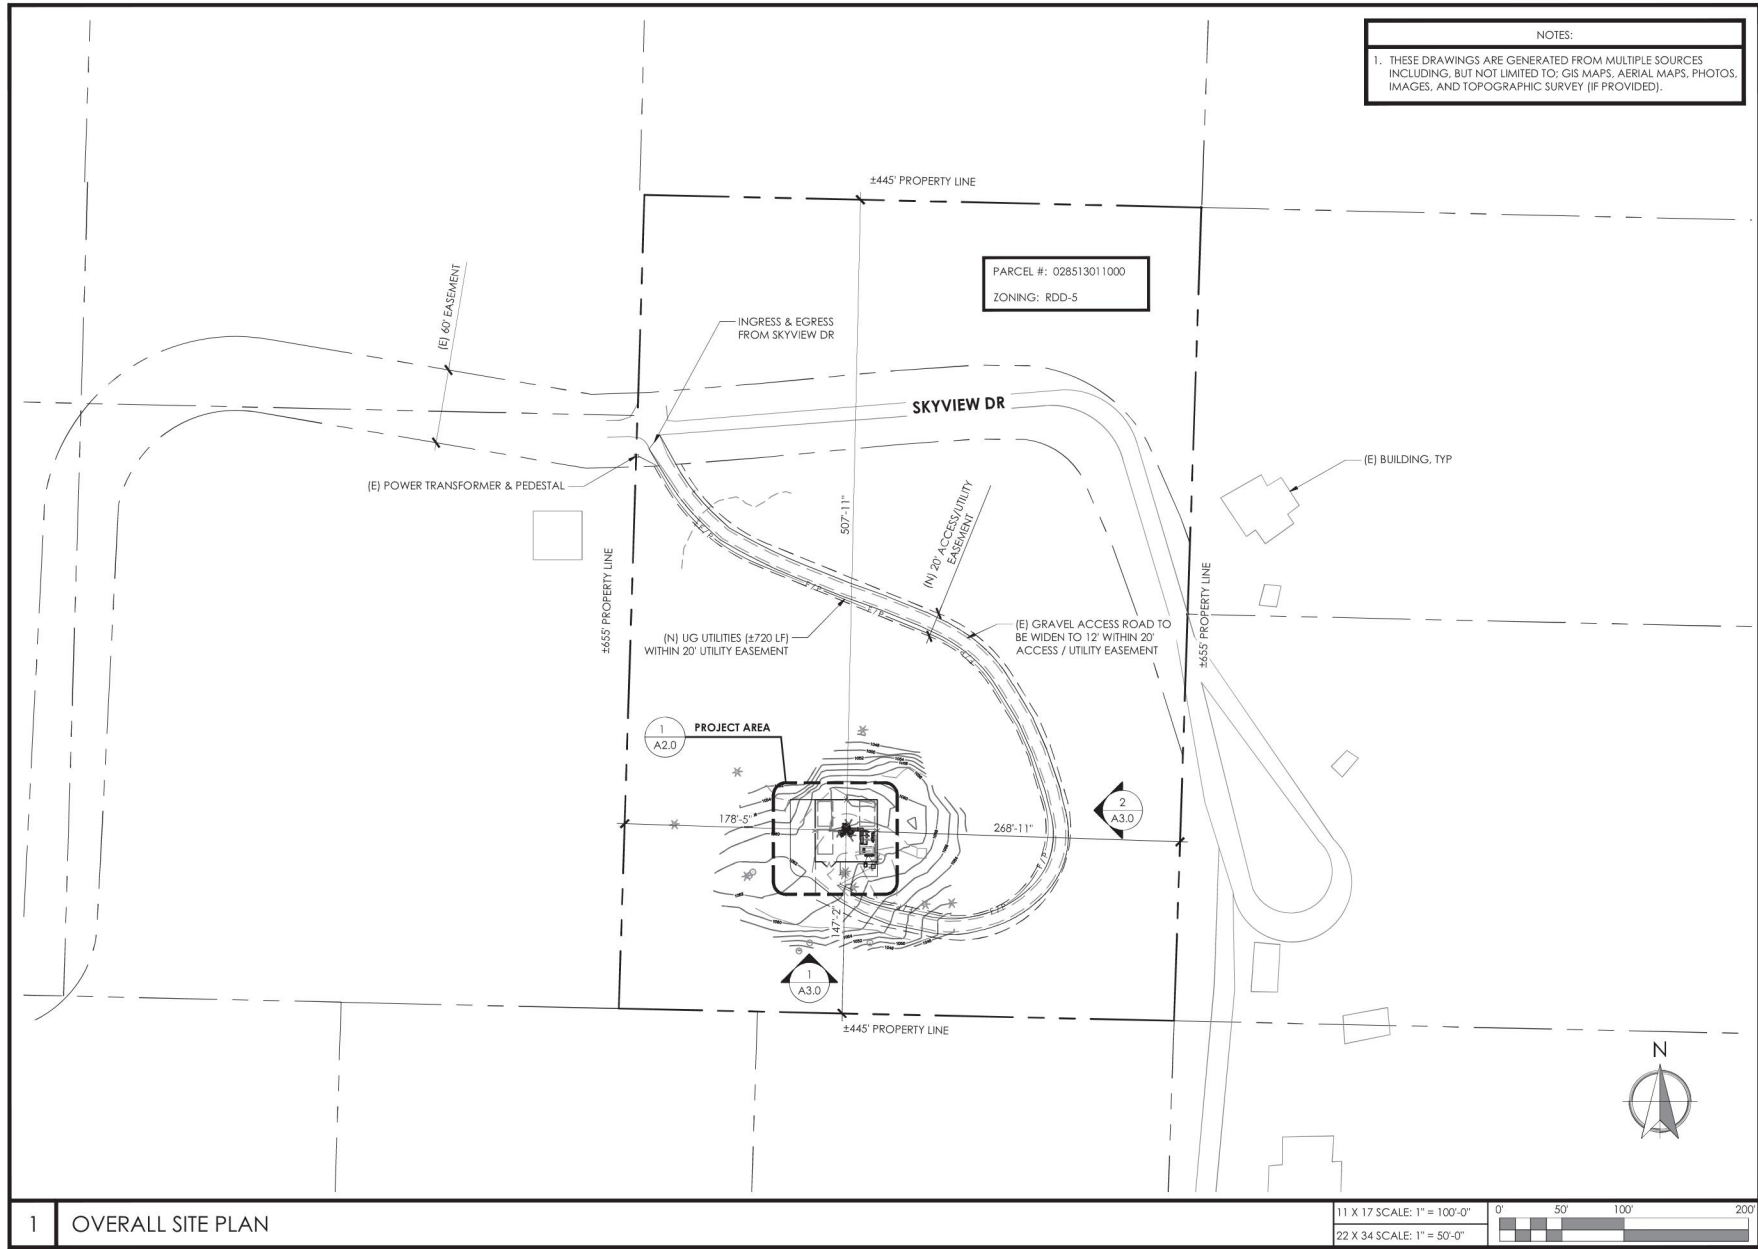 NOTES:
1. THESE DRAWINGS ARE GENERATED FROM MULTIPLE SOURCES
INCLUDING, BUT NOT LIMITED TO; GIS MAPS, AERIAL MAPS, PHOTOS,
IMAGES, AND TOPOGRAPHIC SURVEY (IF PROVIDED).
±445' PROPERTY LINE
PARCEL #: 028513011000
ZONING: RDD-5
(E) 60' EASEMENT
INGRESS & EGRESS
FROM SKYVIEW DR
SKYVIEW DR
(E) BUILDING, TYP
(E) POWER TRANSFORMER & PEDESTAL
507'-11"
(N) 20' ACCESS/UTILITY
EASEMENT
±655' PROPERTY LINE
±655' PROPERTY LINE
(N) UG UTILITIES (±720 LF)
WITHIN 20' UTILITY EASEMENT
(E) GRAVEL ACCESS ROAD TO
BE WIDEN TO 12' WITHIN 20'
ACCESS / UTILITY EASEMENT
1
A2.0
PROJECT AREA
178'-5"
268'-11"
2
A3.0
147'-2"
1
A3.0
±445' PROPERTY LINE
N
1 OVERALL SITE PLAN
11 X 17 SCALE: 1" = 100'-0"
22 X 34 SCALE: 1" = 50'-0"
0' 50' 100' 200'